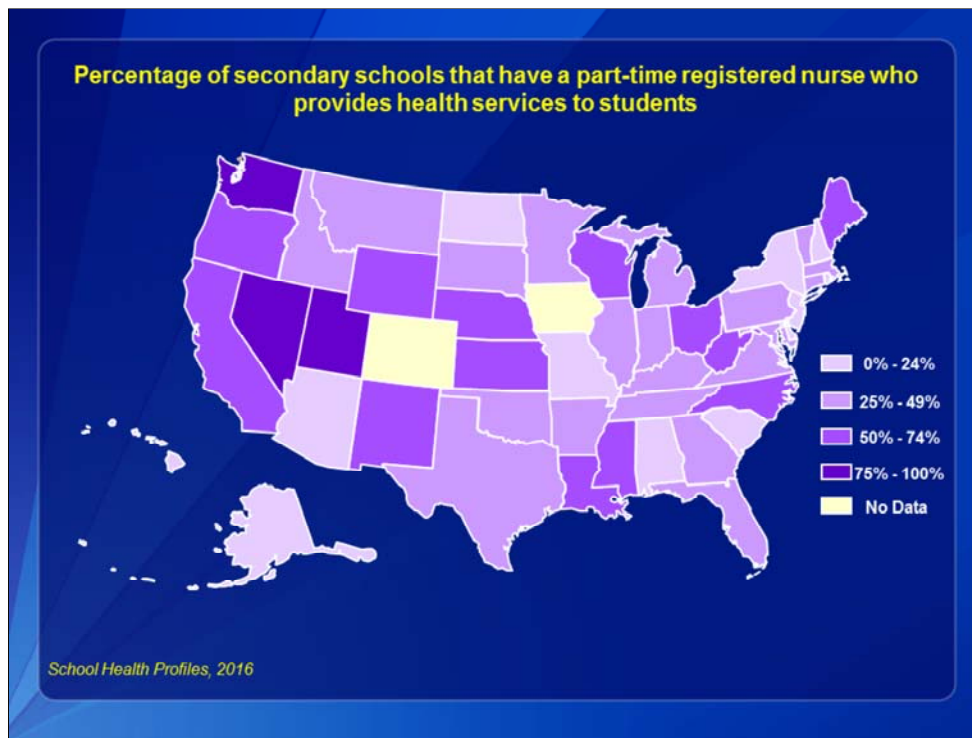 Percentage of secondary schools that have a part-time registered nurse who
provides health services to students
0% - 24%
25% - 49%
50% - 74%
75% - 100%
No Data
School Health Profiles, 2016